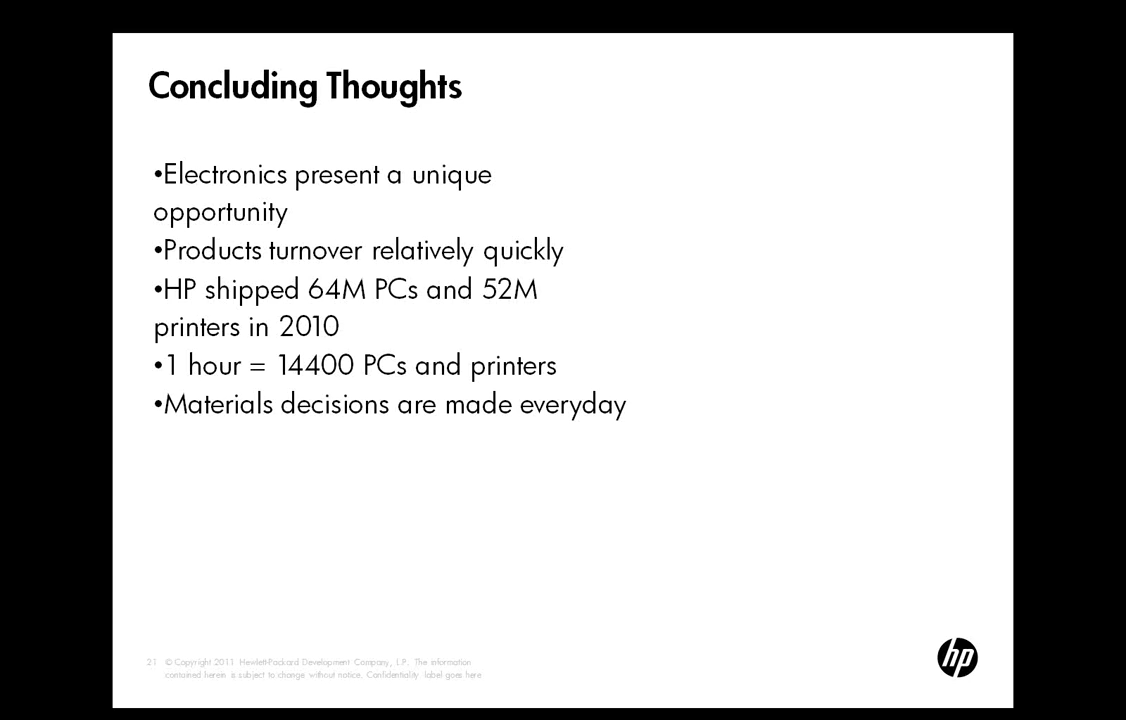 Concluding Thoughts
•Electronics present a unique
opportunity
•Products turnover relatively quickly
•HP shipped 64M PCs and 52M
printers in 2010
•1 hour = 14400 PCs and printers
•Materials decisions are made everyday
21 © Copyright 2011 Hewlett-Packard Development Company, L.P. The information
contained herein is subject to change without notice. Confidentiality label goes here
hp